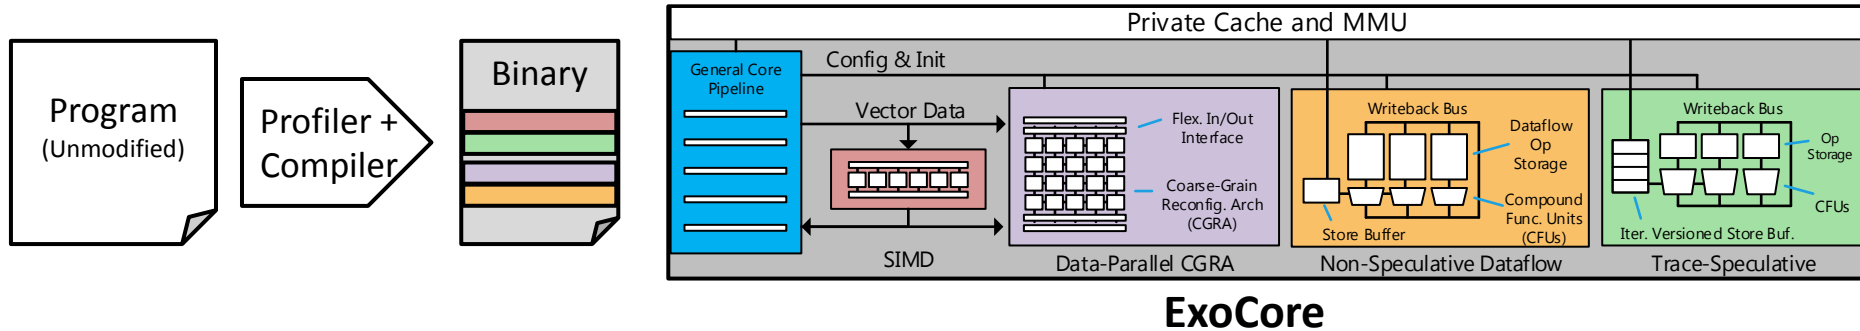 Program
(Unmodified)
Profiler +
Compiler
Binary
Private Cache and MMU
General Core
Pipeline
Config & Init
Vector Data
SIMD
Flex. In/Out
Interface
Coarse-Grain
Reconfig. Arch
(CGRA)
Data-Parallel CGRA
Writeback Bus
Dataflow
Op
Storage
Compound
Func. Units
(CFUs)
Store Buffer
Non-Speculative Dataflow
Writeback Bus
Op
Storage
CFUs
Iter. Versioned Store Buf.
Trace-Speculative
ExoCore